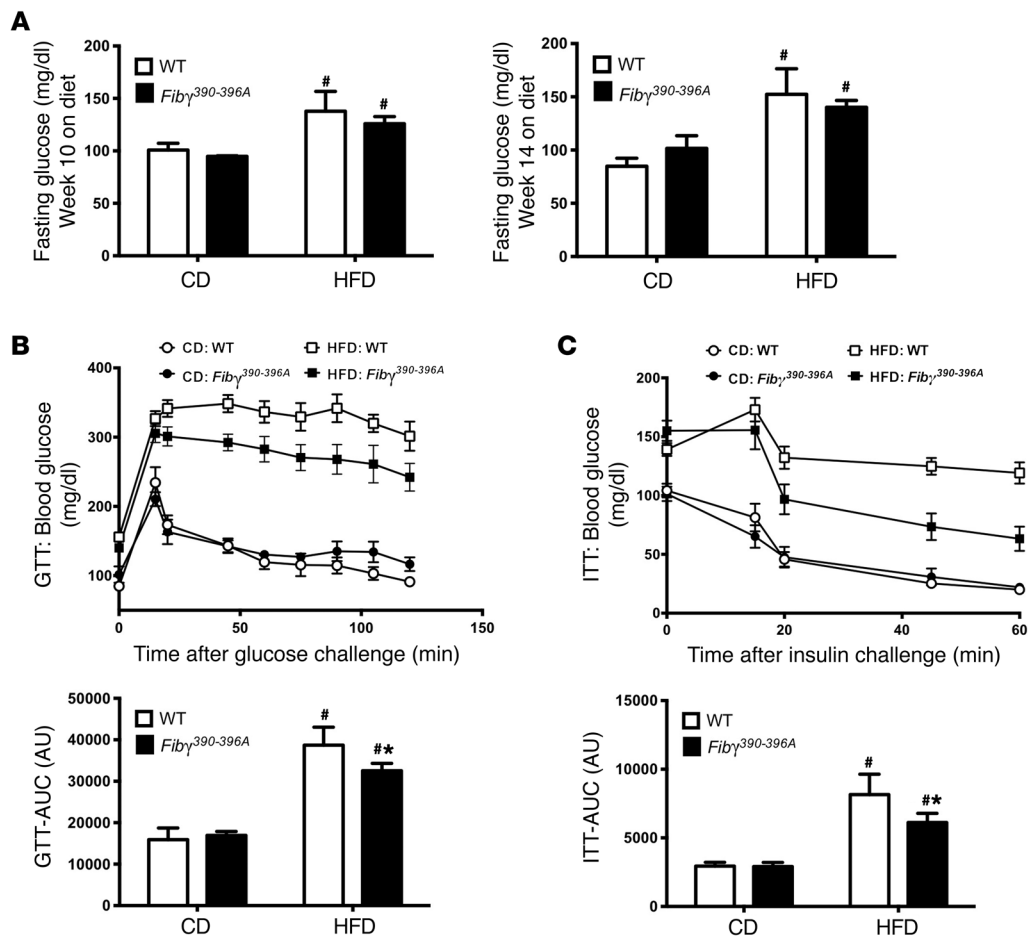 A
Fasting glucose (mg/dl)
Week 10 on diet
200
150
100
50
0
WT
Fibγ390-396A
#
#
CD
HFD
Fasting glucose (mg/dl)
Week 14 on diet
200
150
100
50
0
WT
Fibγ390-396A
#
#
CD
HFD
B
CD: WT
HFD: WT
CD: Fibγ390-396A
HFD: Fibγ390-396A
GTT: Blood glucose
(mg/dl)
400
300
200
100
0
50
100
150
Time after glucose challenge (min)
GTT-AUC (AU)
50000
40000
30000
20000
10000
0
WT
Fibγ390-396A
#
#*
CD
HFD
C
CD: WT
HFD: WT
CD: Fibγ390-396A
HFD: Fibγ390-396A
ITT: Blood glucose
(mg/dl)
200
150
100
50
0
0
20
40
60
Time after insulin challenge (min)
ITT-AUC (AU)
15000
10000
5000
0
WT
Fibγ390-396A
#
#*
CD
HFD